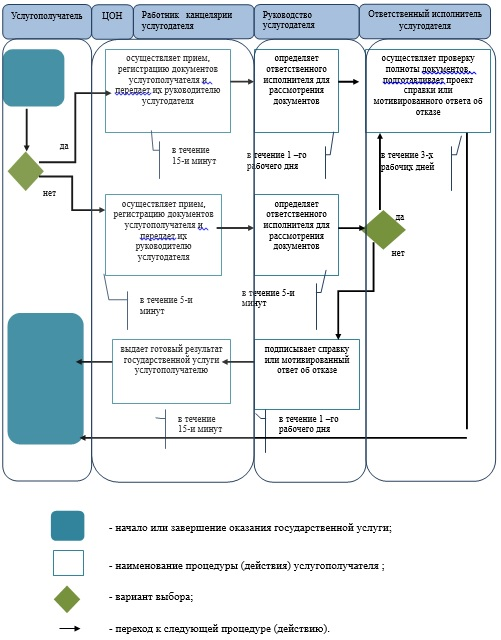 Услугополучатель
ЦОН
Работник канцелярии
услугодателя
Руководство
услугодателя
Ответственный исполнитель
услугодателя
осуществляет прием,
регистрацию документов
услугополучателя и
передает их руководителю
услугодателя
определяет
ответственного
исполнителя для
рассмотрения
документов
осуществляет проверку
полноты документов,
подготавливает проект
справки или
мотивированного ответа об
отказе
да
в течение
15-и минут
в течение 1 –го
рабочего дня
в течение 3-х
рабочих дней
нет
осуществляет прием,
регистрацию документов
услугополучателя и
передает их
руководителю
услугодателя
определяет
ответственного
исполнителя для
рассмотрения
документов
да
нет
в течение 5-и
минут
в течение 5-и
минут
выдает готовый результат
государственной услуги
услугополучателю
подписывает справку
или мотивированный
ответ об отказе
в течение
15-и минут
в течение 1 –го
рабочего дня
- начало или завершение оказания государственной услуги;
- наименование процедуры (действия) услугополучателя ;
- вариант выбора;
- переход к следующей процедуре (действию).